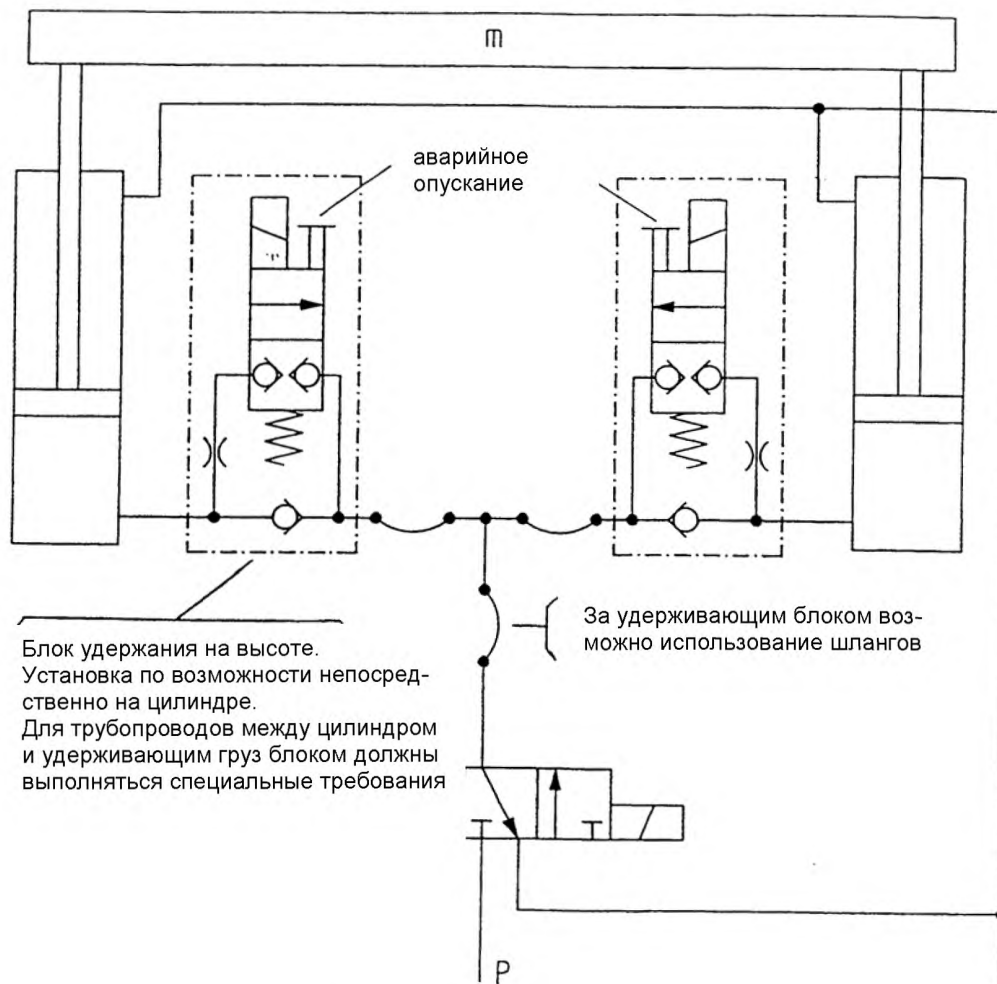 m
аварийное
опускание
За удерживающим блоком воз-
можно использование шлангов
Блок удержания на высоте.
Установка по возможности непосред-
ственно на цилиндре.
Для трубопроводов между цилиндром
и удерживающим груз блоком должны
выполняться специальные требования
P